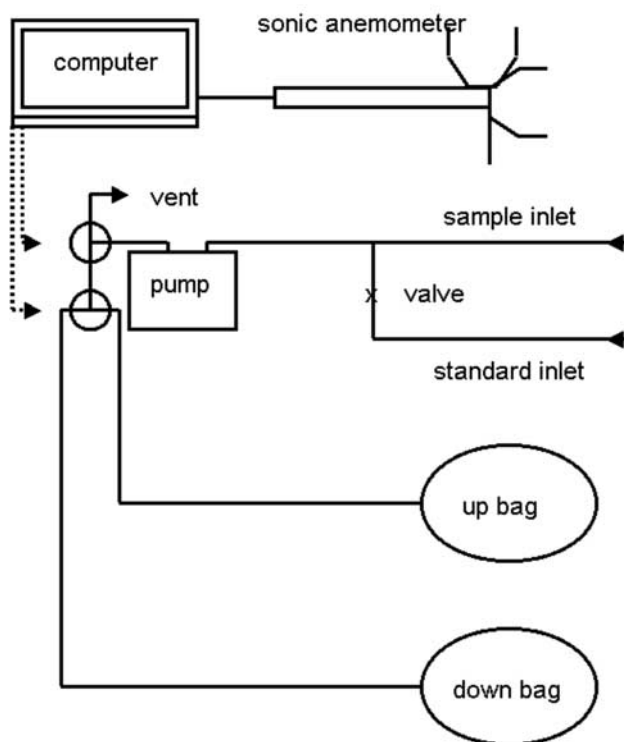 sonic anemometer
computer
vent
sample inlet
pump
x valve
standard inlet
up bag
down bag